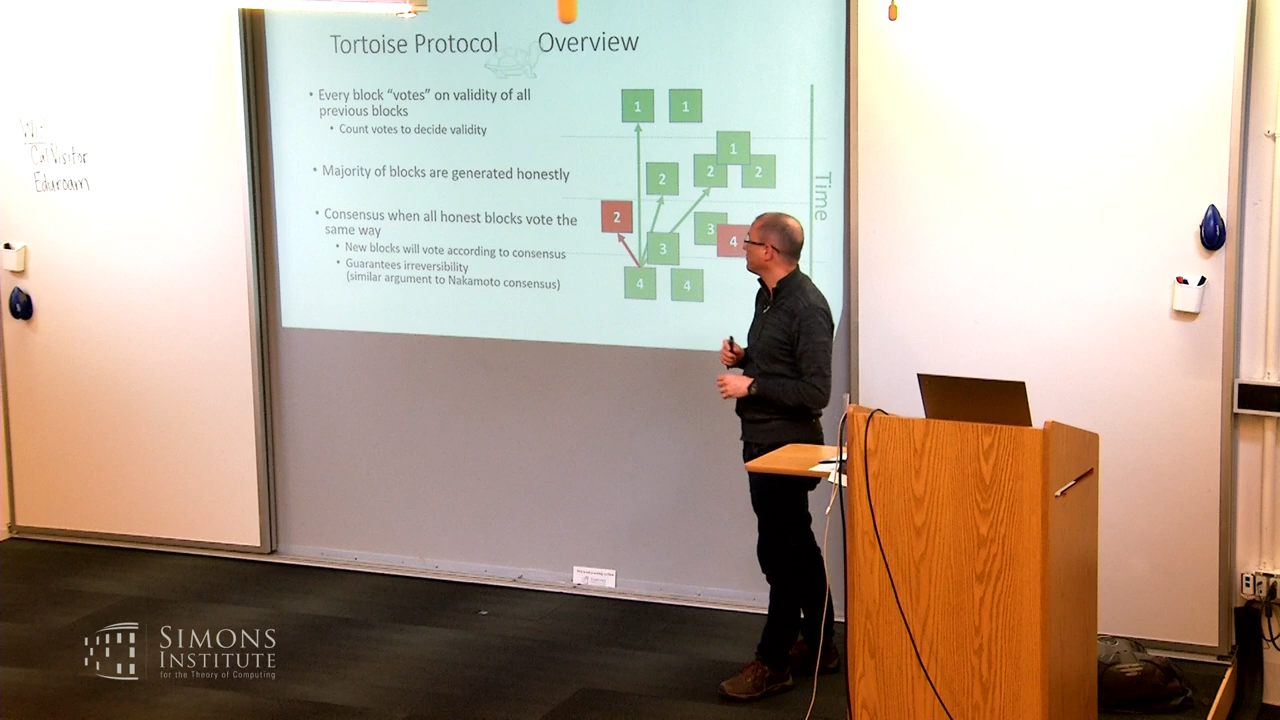 Tortoise Protocol Overview
• Every block “votes” on validity of all
previous blocks
• Count votes to decide validity
• Majority of blocks are generated honestly
• Consensus when all honest blocks vote the
same way
• New blocks will vote according to consensus
• Guarantees irreversibility
(similar argument to Nakamoto consensus)
1 1
1
2 2 2
2
3 3 4
4 4
Time
CalVisitor
Eduroam
SIMONS
INSTITUTE
for the Theory of Computing